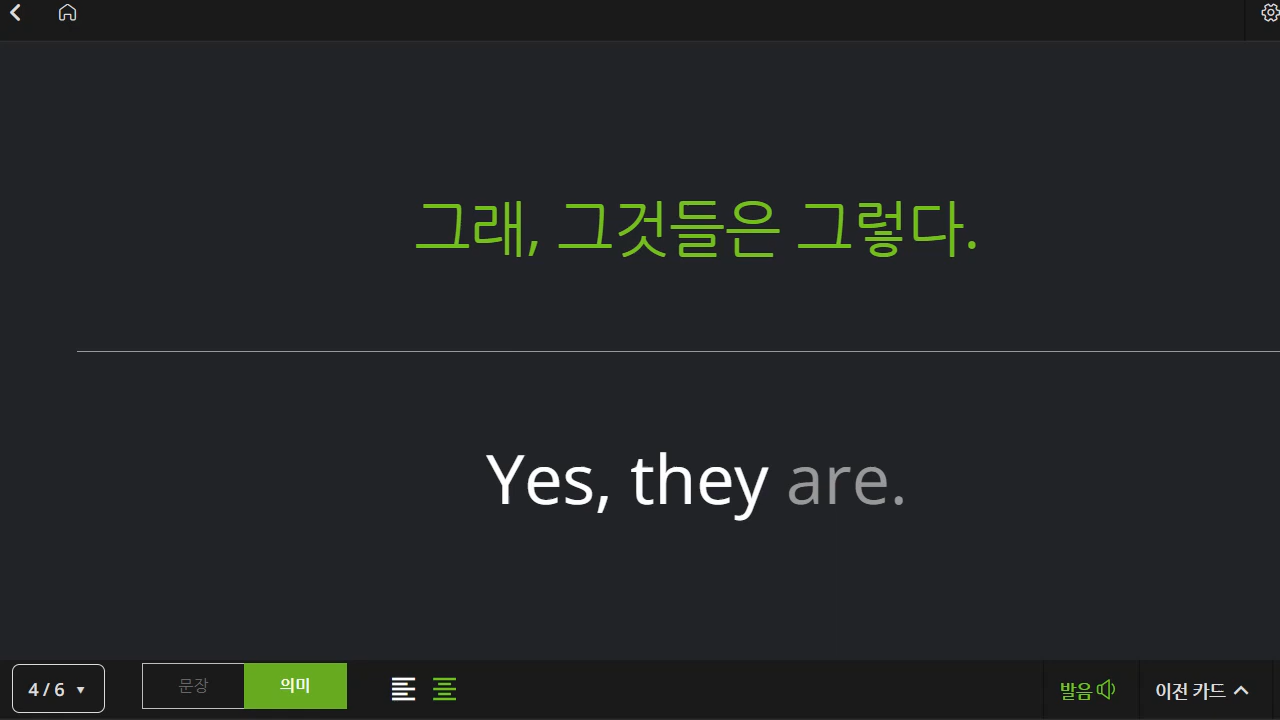 그래, 그것들은 그렇다.
Yes, they are.
4 / 6 ▼
문장
의미
발음
이전 카드